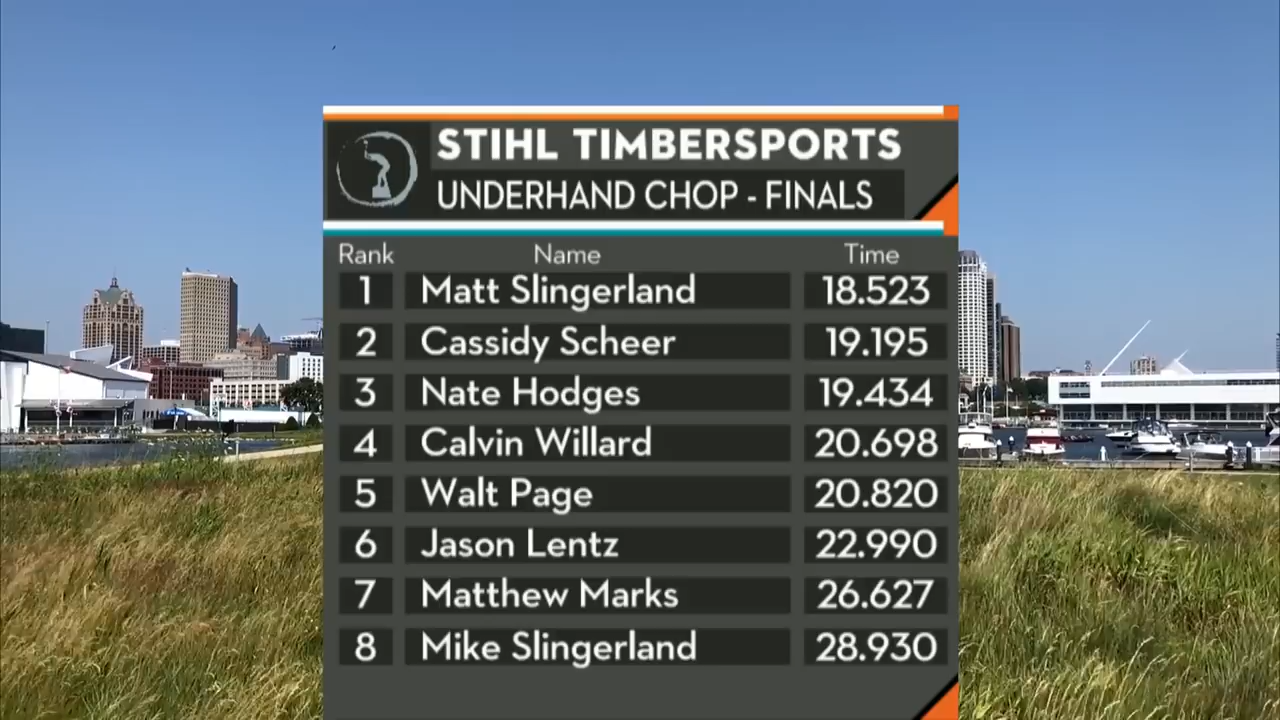 STIHL TIMBERSPORTS
UNDERHAND CHOP - FINALS
Rank Name Time
1 Matt Slingerland 18.523
2 Cassidy Scheer 19.195
3 Nate Hodges 19.434
4 Calvin Willard 20.698
5 Walt Page 20.820
6 Jason Lentz 22.990
7 Matthew Marks 26.627
8 Mike Slingerland 28.930